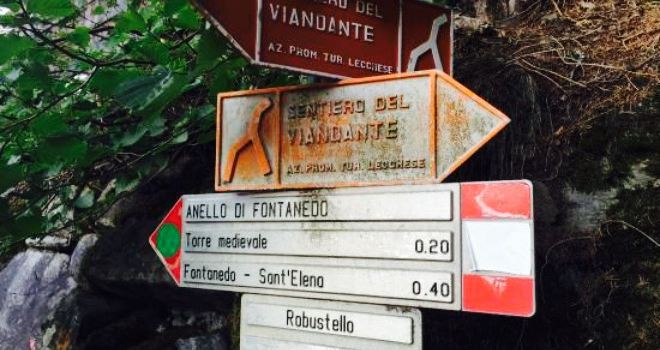 SENTIERO DEL
VIANDANTE
AZ. PROM. TUR. LECCHESE
SENTIERO DEL
VIANDANTE
AZ. PROM. TUR. LECCHESE
ANELLO DI FONTANEDO
Torre medievale 0.20
Fontanedo - Sant'Elena 0.40
Robustello